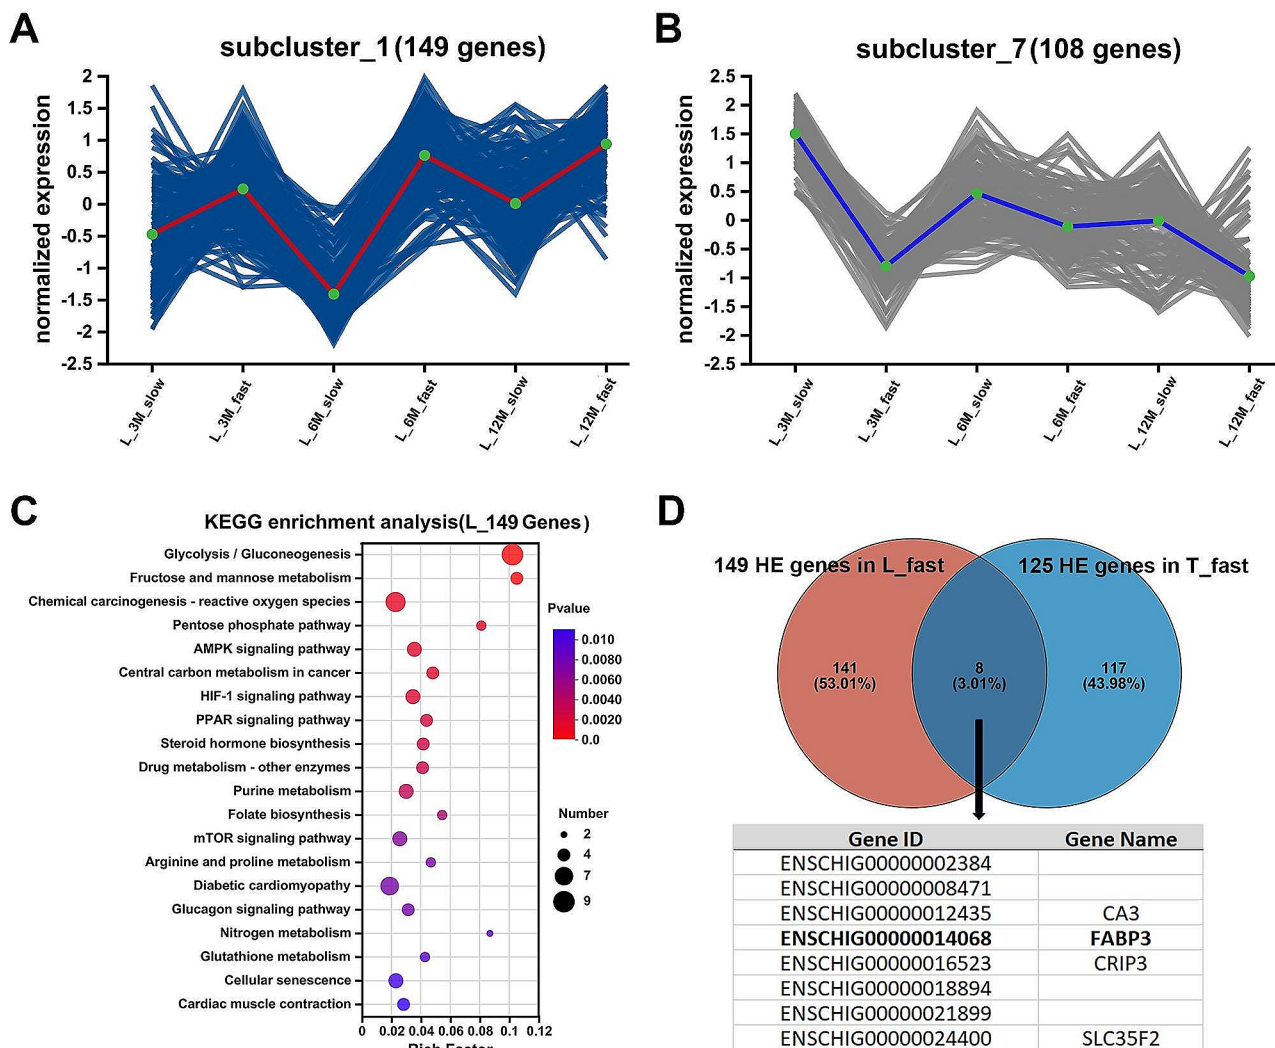 A
subcluster_1(149 genes)
normalized expression
2
1.5
1
0.5
0
-0.5
-1
-1.5
-2
-2.5
L_3M_slow
L_3M_fast
L_6M_slow
L_6M_fast
L_12M_slow
L_12M_fast
B
subcluster_7(108 genes)
normalized expression
2.5
2
1.5
1
0.5
0
-0.5
-1
-1.5
-2
-2.5
L_3M_slow
L_3M_fast
L_6M_slow
L_6M_fast
L_12M_slow
L_12M_fast
C
KEGG enrichment analysis(L_149 Genes)
Glycolysis / Gluconeogenesis
Fructose and mannose metabolism
Chemical carcinogenesis - reactive oxygen species
Pentose phosphate pathway
AMPK signaling pathway
Central carbon metabolism in cancer
HIF-1 signaling pathway
PPAR signaling pathway
Steroid hormone biosynthesis
Drug metabolism - other enzymes
Purine metabolism
Folate biosynthesis
mTOR signaling pathway
Arginine and proline metabolism
Diabetic cardiomyopathy
Glucagon signaling pathway
Nitrogen metabolism
Glutathione metabolism
Cellular senescence
Cardiac muscle contraction
0 0.02 0.04 0.06 0.08 0.1 0.12
Rich Factor
Pvalue
0.010
0.0080
0.0060
0.0040
0.0020
0.0
Number
2
4
7
9
D
149 HE genes in L_fast
125 HE genes in T_fast
141
(53.01%)
8
(3.01%)
117
(43.98%)
Gene ID Gene Name
ENSCHIG00000002384
ENSCHIG00000008471
ENSCHIG00000012435 CA3
ENSCHIG00000014068 FABP3
ENSCHIG00000016523 CRIP3
ENSCHIG00000018894
ENSCHIG00000021899
ENSCHIG00000024400 SLC35F2